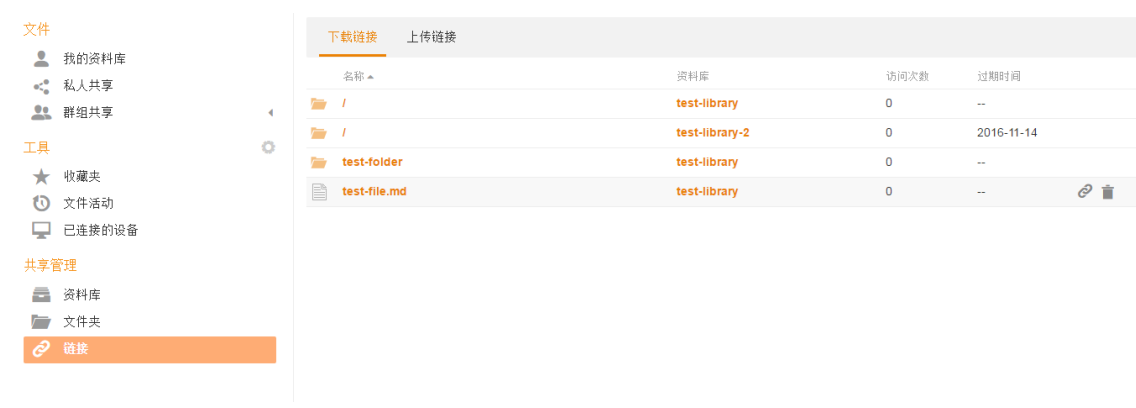 文件
我的资料库
私人共享
群组共享
工具
收藏夹
文件活动
已连接的设备
共享管理
资料库
文件夹
链接
下载链接 上传链接
名称 资料库 访问次数 过期时间
/ test-library 0 --
/ test-library-2 0 2016-11-14
test-folder test-library 0 --
test-file.md test-library 0 --